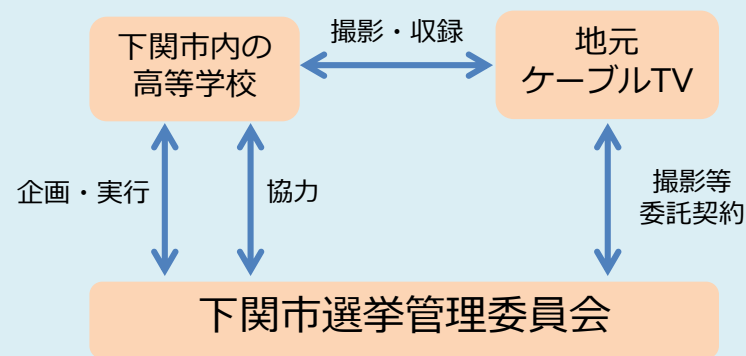 下関市内の
高等学校
撮影・収録
地元
ケーブルTV
企画・実行
協力
撮影等
委託契約
下関市選挙管理委員会